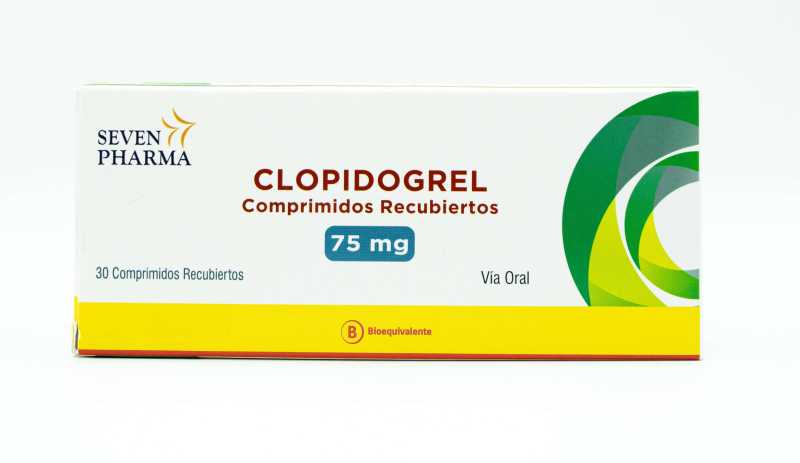 SEVEN
PHARMA
CLOPIDOGREL
Comprimidos Recubiertos
75 mg
30 Comprimidos Recubiertos
Vía Oral
B Bioequivalente